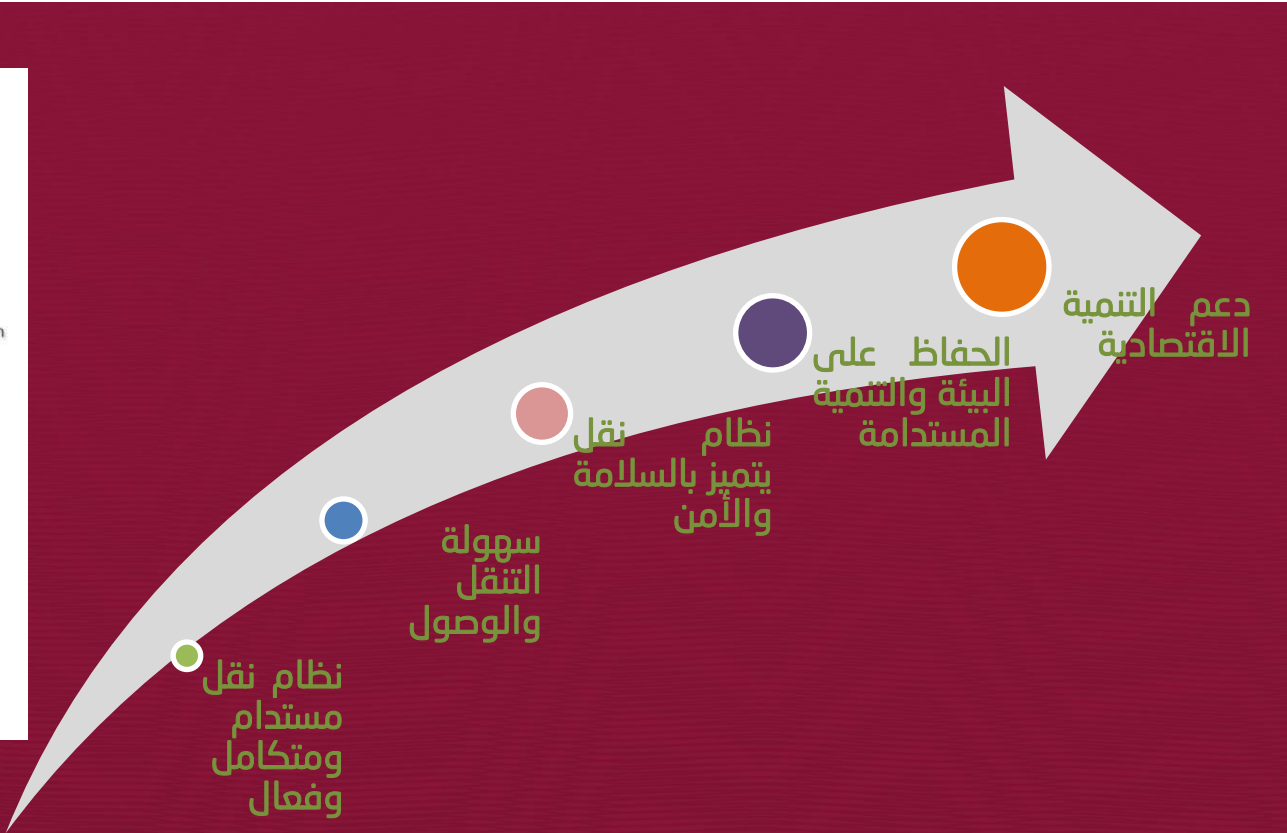 دعم التنمية
الاقتصادية
الحفاظ على
البيئة والتنمية
المستدامة
نظام نقل
يتميز بالسلامة
والأمن
سهولة
التنقل
والوصول
نظام نقل
مستدام
ومتكامل
وفعال